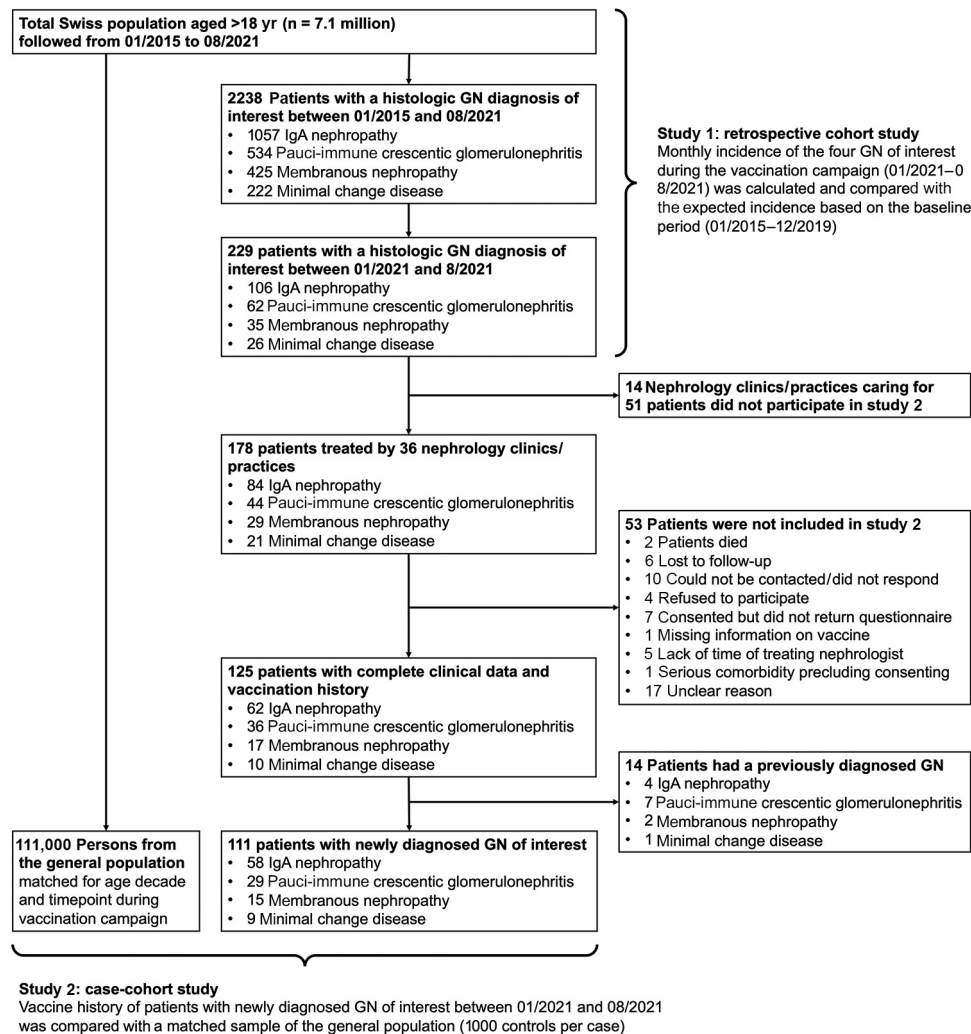 Total Swiss population aged >18 yr (n = 7.1 million)
followed from 01/2015 to 08/2021
2238 Patients with a histologic GN diagnosis of
interest between 01/2015 and 08/2021
• 1057 IgA nephropathy
• 534 Pauci-immune crescentic glomerulonephritis
• 425 Membranous nephropathy
• 222 Minimal change disease
Study 1: retrospective cohort study
Monthly incidence of the four GN of interest
during the vaccination campaign (01/2021–0
8/2021) was calculated and compared with
the expected incidence based on the baseline
period (01/2015–12/2019)
229 patients with a histologic GN diagnosis of
interest between 01/2021 and 8/2021
• 106 IgA nephropathy
• 62 Pauci-immune crescentic glomerulonephritis
• 35 Membranous nephropathy
• 26 Minimal change disease
14 Nephrology clinics/practices caring for
51 patients did not participate in study 2
178 patients treated by 36 nephrology clinics/
practices
• 84 IgA nephropathy
• 44 Pauci-immune crescentic glomerulonephritis
• 29 Membranous nephropathy
• 21 Minimal change disease
53 Patients were not included in study 2
• 2 Patients died
• 6 Lost to follow-up
• 10 Could not be contacted/did not respond
• 4 Refused to participate
• 7 Consented but did not return questionnaire
• 1 Missing information on vaccine
• 5 Lack of time of treating nephrologist
• 1 Serious comorbidity precluding consenting
• 17 Unclear reason
125 patients with complete clinical data and
vaccination history
• 62 IgA nephropathy
• 36 Pauci-immune crescentic glomerulonephritis
• 17 Membranous nephropathy
• 10 Minimal change disease
14 Patients had a previously diagnosed GN
• 4 IgA nephropathy
• 7 Pauci-immune crescentic glomerulonephritis
• 2 Membranous nephropathy
• 1 Minimal change disease
111,000 Persons from
the general population
matched for age decade
and timepoint during
vaccination campaign
111 patients with newly diagnosed GN of interest
• 58 IgA nephropathy
• 29 Pauci-immune crescentic glomerulonephritis
• 15 Membranous nephropathy
• 9 Minimal change disease
Study 2: case-cohort study
Vaccine history of patients with newly diagnosed GN of interest between 01/2021 and 08/2021
was compared with a matched sample of the general population (1000 controls per case)